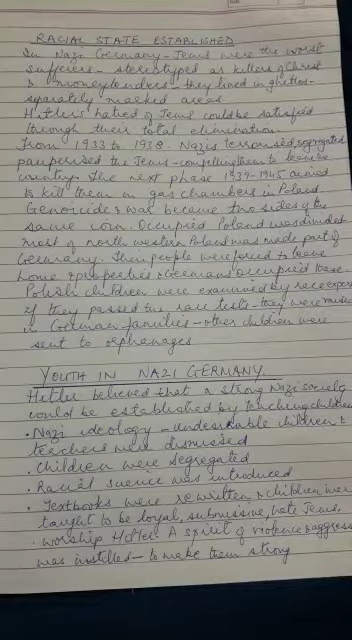 RACIAL STATE ESTABLISHED
In Nazi Germany - Jews were the worst
sufferers - stereotyped as killers of Christ
& moneylenders - they lived in ghettos -
separately marked areas
Hitler's hatred of Jews could be satisfied
through their total elimination
From 1933 to 1938 - Nazis terrorised, segregated
pauperised the Jews - compelling them to leave
country. The next phase 1939-1945 aimed
to kill them in gas chambers in Poland
Genocide & war became two sides of the
same coin. Occupied Poland was divided
most of north western Poland was made part of
Germany. Then people were forced to leave
home & properties & Germans occupied these.
Polish children were examined by race expert
if they passed the race tests - they were raised
in German families - other children were
sent to orphanages
YOUTH IN NAZI GERMANY
Hitler believed that a strong Nazi society
could be established by teaching children
• Nazi ideology - undesirable children &
teachers were dismissed
• Children were segregated
• Racial science was introduced
• Textbooks were rewritten & children were
taught to be loyal, submissive, hate Jews,
• worship Hitler. A spirit of violence & aggress
was instilled - to make them strong